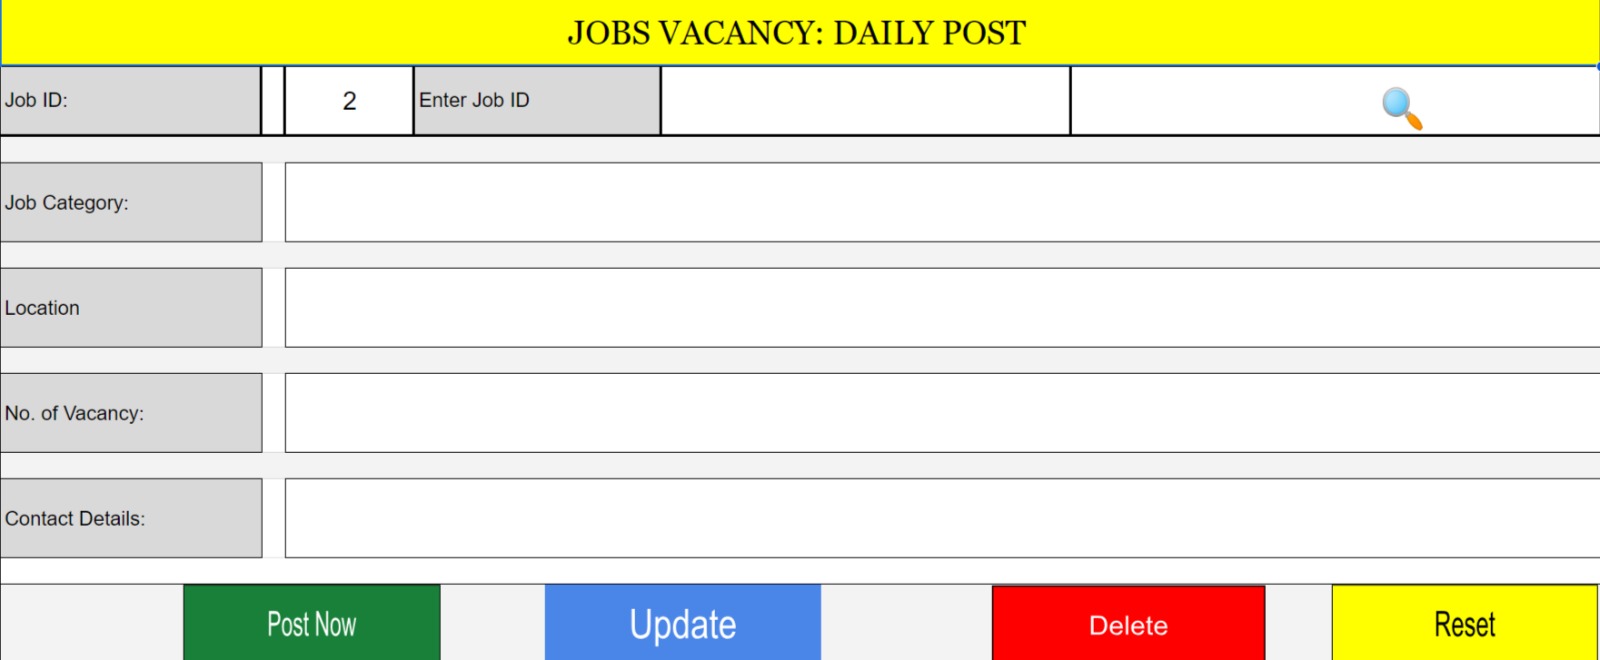 JOBS VACANCY: DAILY POST
Job ID: 2 Enter Job ID
Job Category:
Location
No. of Vacancy:
Contact Details:
Post Now Update Delete Reset